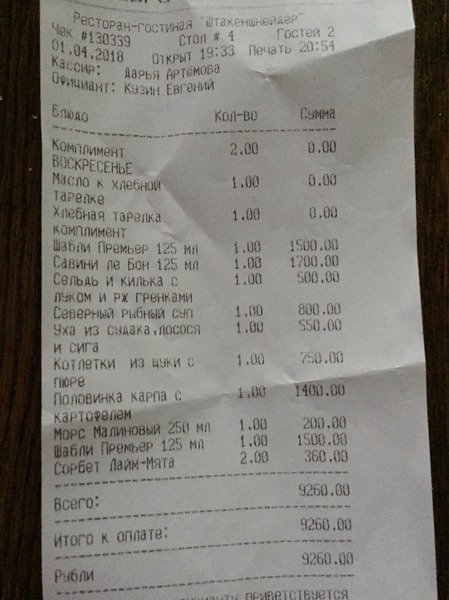 Ресторан-гостиная "Штакеншнейдер"
Чек #130339 Стол # 4 Гостей 2
01.04.2018 Открыт 19:33 Печать 20:54
Кассир: Дарья Артемова
Официант: Кузин Евгений
Блюдо Кол-во Сумма
Комплимент 2.00 0.00
ВОСКРЕСЕНЬЕ
Масло к хлебной 1.00 0.00
тарелке
Хлебная тарелка 1.00 0.00
комплимент
Шабли Премьер 125 мл 1.00 1500.00
Савини ле Бон 125 мл 1.00 1700.00
Сельдь и килька с 1.00 500.00
луком и рж гренками
Северный рыбный суп 1.00 800.00
Уха из судака,лосося 1.00 550.00
и сига
Котлетки из щуки с 1.00 750.00
пюре
Половинка карпа с 1.00 1400.00
картофелем
Морс Малиновый 250 мл 1.00 200.00
Шабли Премьер 125 мл 1.00 1500.00
Сорбет Лайм-Мята 2.00 360.00
Всего: 9260.00
Итого к оплате: 9260.00
Рубли 9260.00
приветствуется